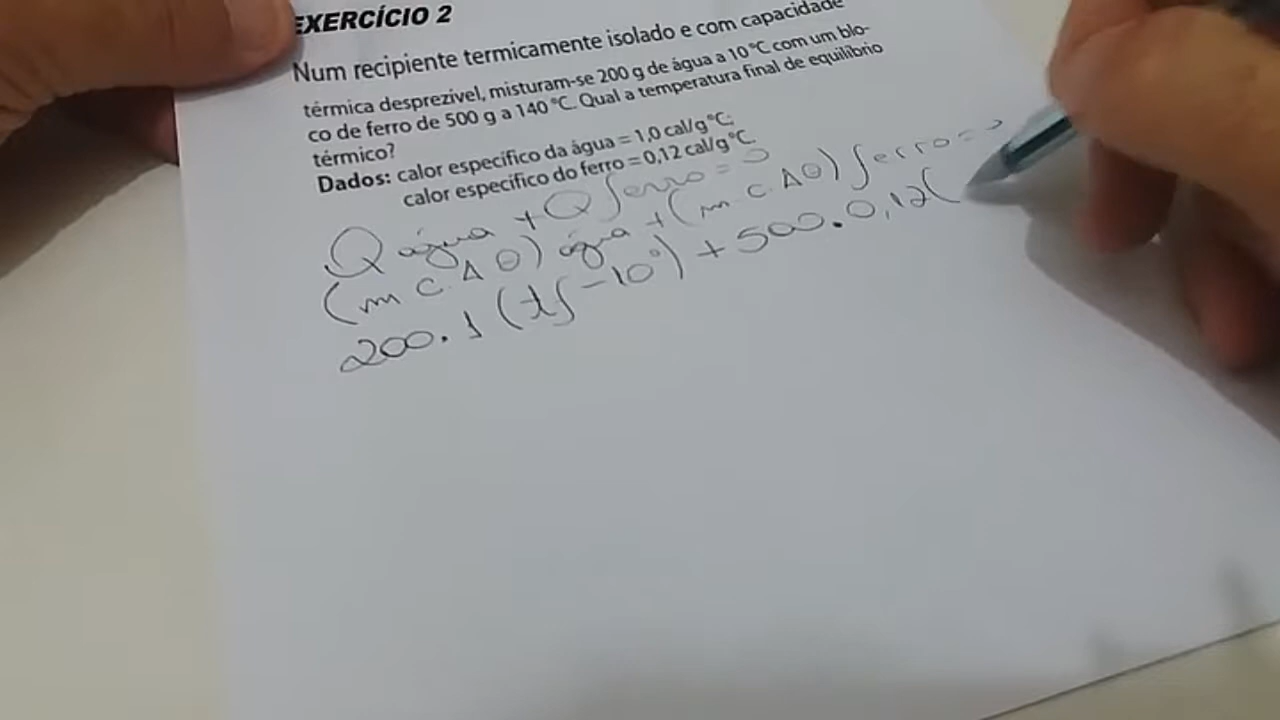 EXERCÍCIO 2
Num recipiente termicamente isolado e com capacidade
térmica desprezível, misturam-se 200 g de água a 10 °C com um blo-
co de ferro de 500 g a 140 °C. Qual a temperatura final de equilíbrio
térmico?
Dados: calor específico da água = 1,0 cal/g°C;
calor específico do ferro = 0,12 cal/g°C.
Q água + Q ferro = 0
(m c. Δ θ) água + (m c. Δθ) ferro =
200. 1 (tf - 10°) + 500. 0,12(